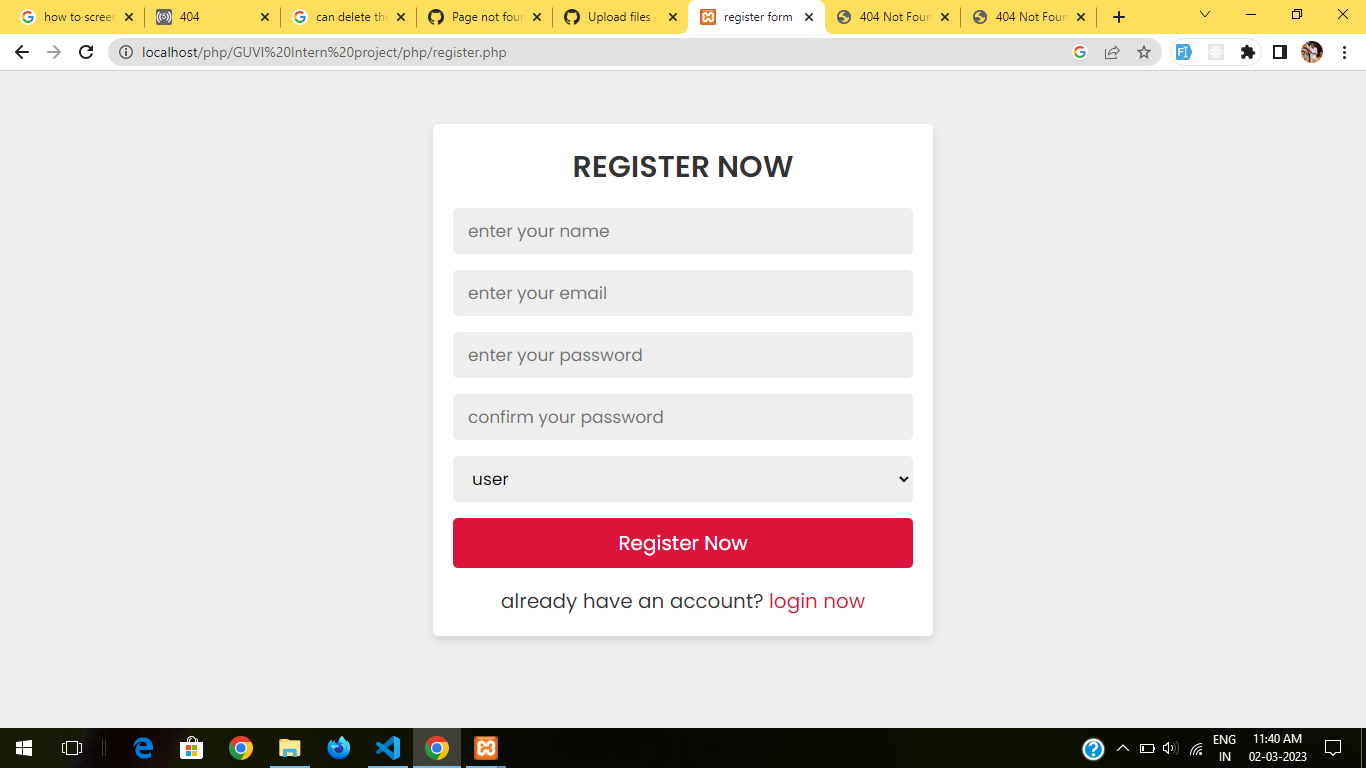 how to screen
404
can delete the
Page not foun
Upload files ·
register form
404 Not Foun
404 Not Foun
localhost/php/GUVI%20Intern%20project/php/register.php
REGISTER NOW
enter your name
enter your email
enter your password
confirm your password
user
Register Now
already have an account? login now
ENG
IN
11:40 AM
02-03-2023